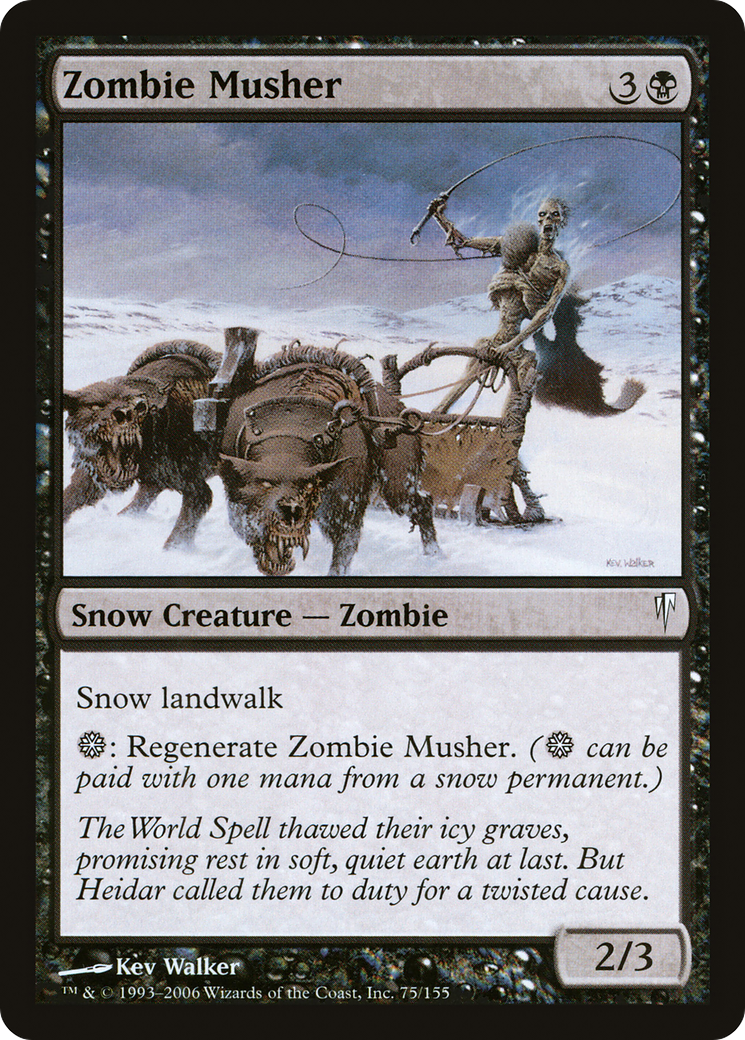 Zombie Musher 3
KEV WALKER
Snow Creature — Zombie
Snow landwalk
: Regenerate Zombie Musher. ( can be
paid with one mana from a snow permanent.)
The World Spell thawed their icy graves,
promising rest in soft, quiet earth at last. But
Heidar called them to duty for a twisted cause.
2/3
Kev Walker
™ & © 1993–2006 Wizards of the Coast, Inc. 75/155